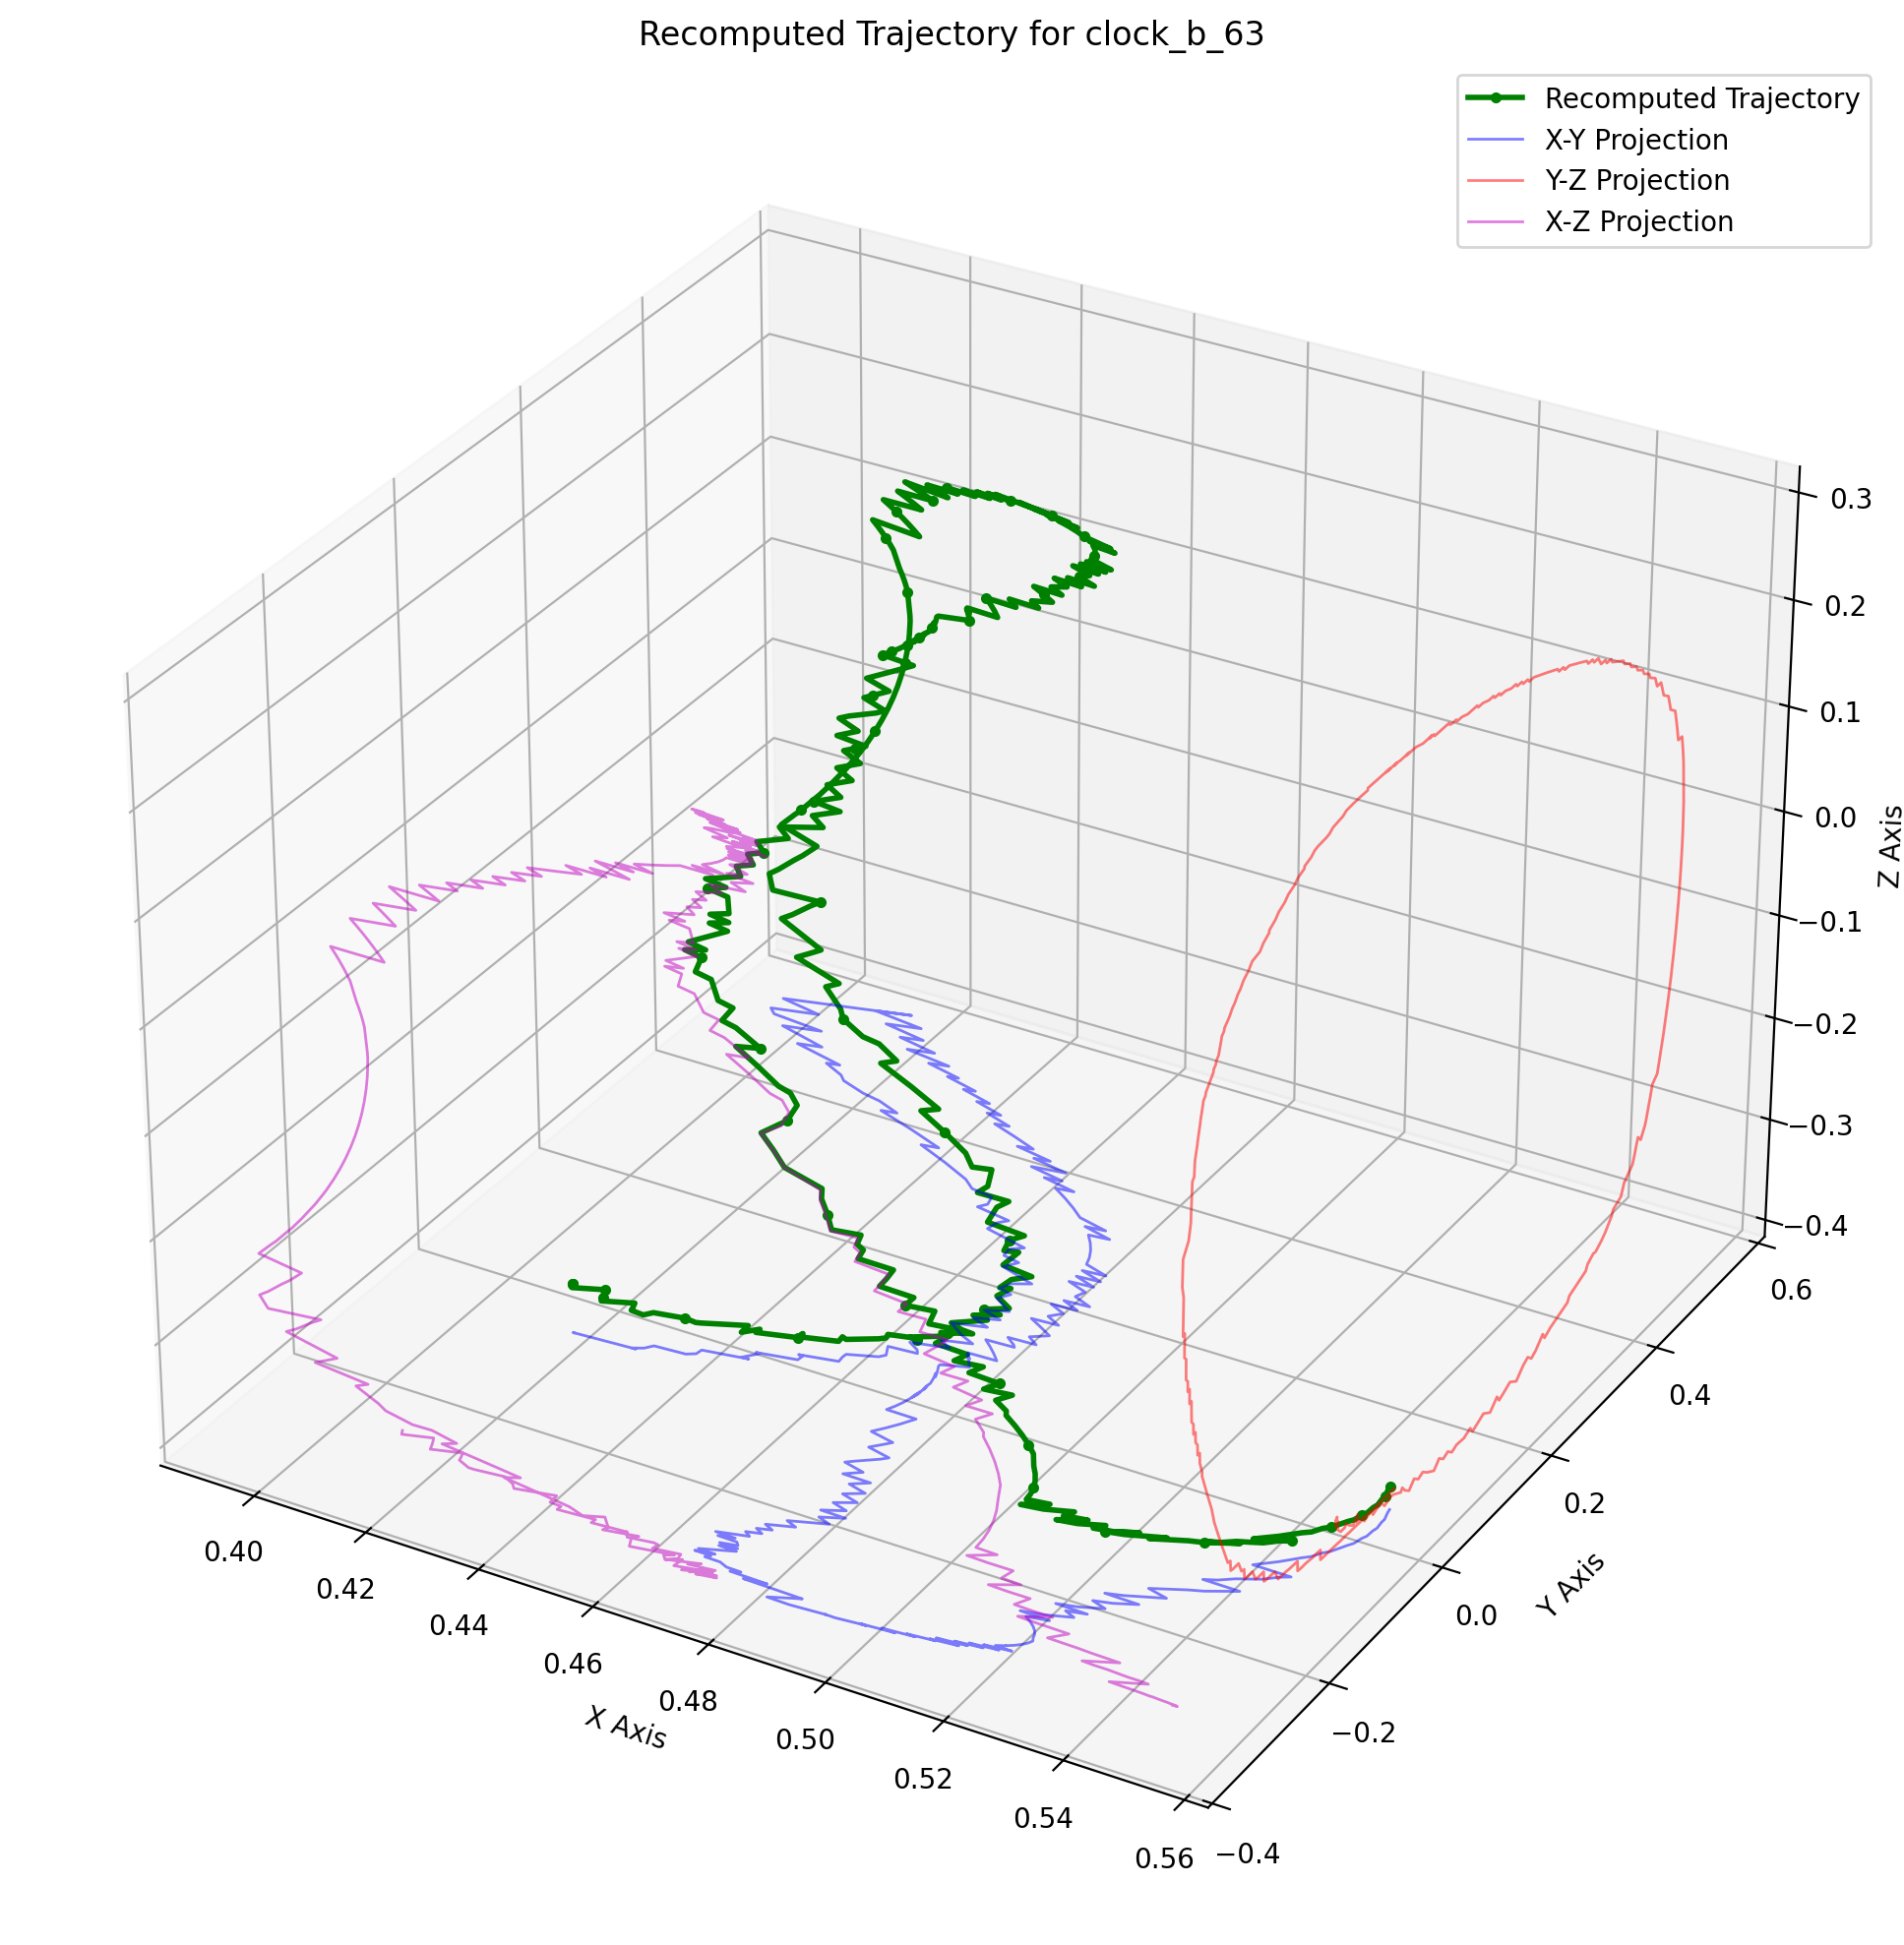 Recomputed Trajectory for clock_b_63
Recomputed Trajectory
X-Y Projection
Y-Z Projection
X-Z Projection
0.3
0.2
0.1
0.0
−0.1
−0.2
−0.3
−0.4
Z Axis
0.6
0.4
0.2
0.0
−0.2
−0.4
Y Axis
0.40
0.42
0.44
0.46
0.48
0.50
0.52
0.54
0.56
X Axis